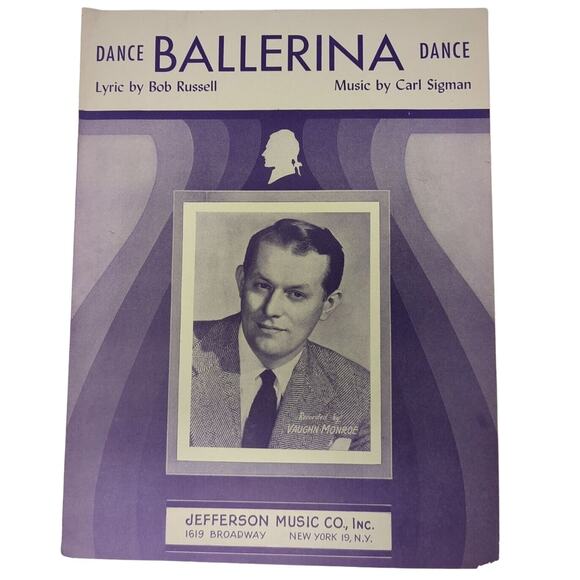 DANCE BALLERINA DANCE
Lyric by Bob Russell Music by Carl Sigman
Recorded by
VAUGHN MONROE
JEFFERSON MUSIC CO., INC.
1619 BROADWAY NEW YORK 19, N.Y.